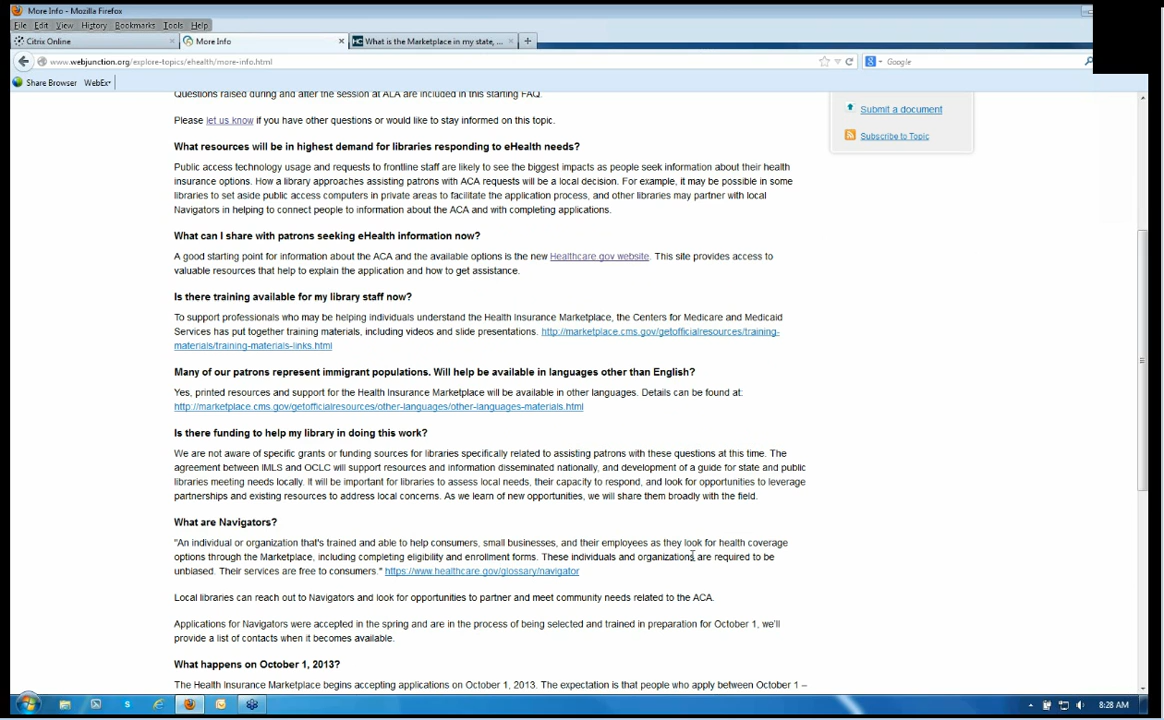 More Info - Mozilla Firefox
File Edit View History Bookmarks Tools Help
Citrix Online × More Info × What is the Marketplace in my state, ... × +
www.webjunction.org/explore-topics/ehealth/more-info.html Google
Share Browser WebEx
Questions raised during and after the session at ALA are included in this starting FAQ.
Submit a document
Please let us know if you have other questions or would like to stay informed on this topic.
Subscribe to Topic
What resources will be in highest demand for libraries responding to eHealth needs?
Public access technology usage and requests to frontline staff are likely to see the biggest impacts as people seek information about their health
insurance options. How a library approaches assisting patrons with ACA requests will be a local decision. For example, it may be possible in some
libraries to set aside public access computers in private areas to facilitate the application process, and other libraries may partner with local
Navigators in helping to connect people to information about the ACA and with completing applications.
What can I share with patrons seeking eHealth information now?
A good starting point for information about the ACA and the available options is the new Healthcare.gov website. This site provides access to
valuable resources that help to explain the application and how to get assistance.
Is there training available for my library staff now?
To support professionals who may be helping individuals understand the Health Insurance Marketplace, the Centers for Medicare and Medicaid
Services has put together training materials, including videos and slide presentations. http://marketplace.cms.gov/getofficialresources/training-
materials/training-materials-links.html
Many of our patrons represent immigrant populations. Will help be available in languages other than English?
Yes, printed resources and support for the Health Insurance Marketplace will be available in other languages. Details can be found at:
http://marketplace.cms.gov/getofficialresources/other-languages/other-languages-materials.html
Is there funding to help my library in doing this work?
We are not aware of specific grants or funding sources for libraries specifically related to assisting patrons with these questions at this time. The
agreement between IMLS and OCLC will support resources and information disseminated nationally, and development of a guide for state and public
libraries meeting needs locally. It will be important for libraries to assess local needs, their capacity to respond, and look for opportunities to leverage
partnerships and existing resources to address local concerns. As we learn of new opportunities, we will share them broadly with the field.
What are Navigators?
"An individual or organization that's trained and able to help consumers, small businesses, and their employees as they look for health coverage
options through the Marketplace, including completing eligibility and enrollment forms. These individuals and organizations are required to be
unbiased. Their services are free to consumers." https://www.healthcare.gov/glossary/navigator
Local libraries can reach out to Navigators and look for opportunities to partner and meet community needs related to the ACA.
Applications for Navigators were accepted in the spring and are in the process of being selected and trained in preparation for October 1, we'll
provide a list of contacts when it becomes available.
What happens on October 1, 2013?
The Health Insurance Marketplace begins accepting applications on October 1, 2013. The expectation is that people who apply between October 1 –
8:28 AM